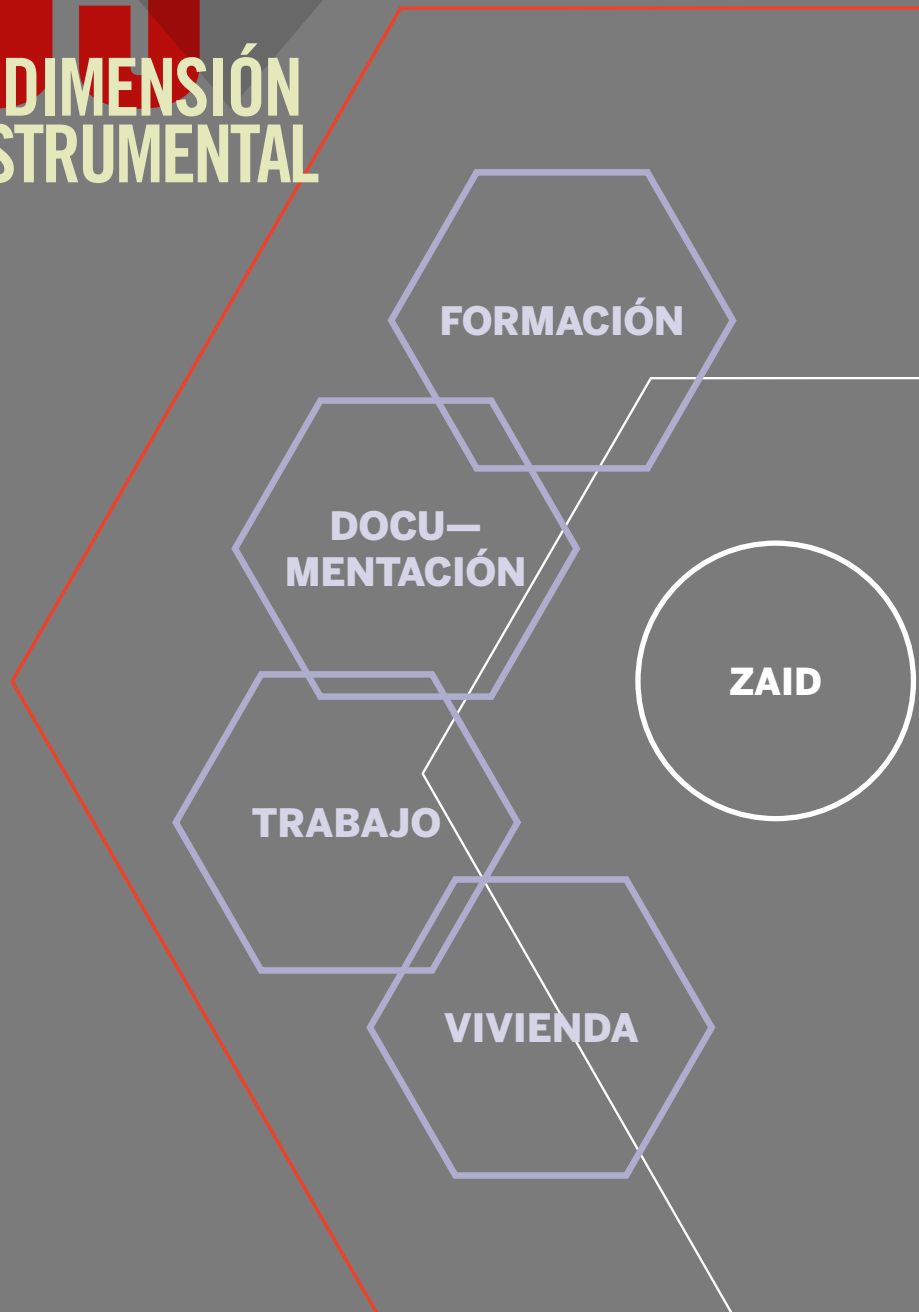 DIMENSIÓN
STRUMENTAL
FORMACIÓN
DOCU—
MENTACIÓN
ZAID
TRABAJO
VIVIENDA